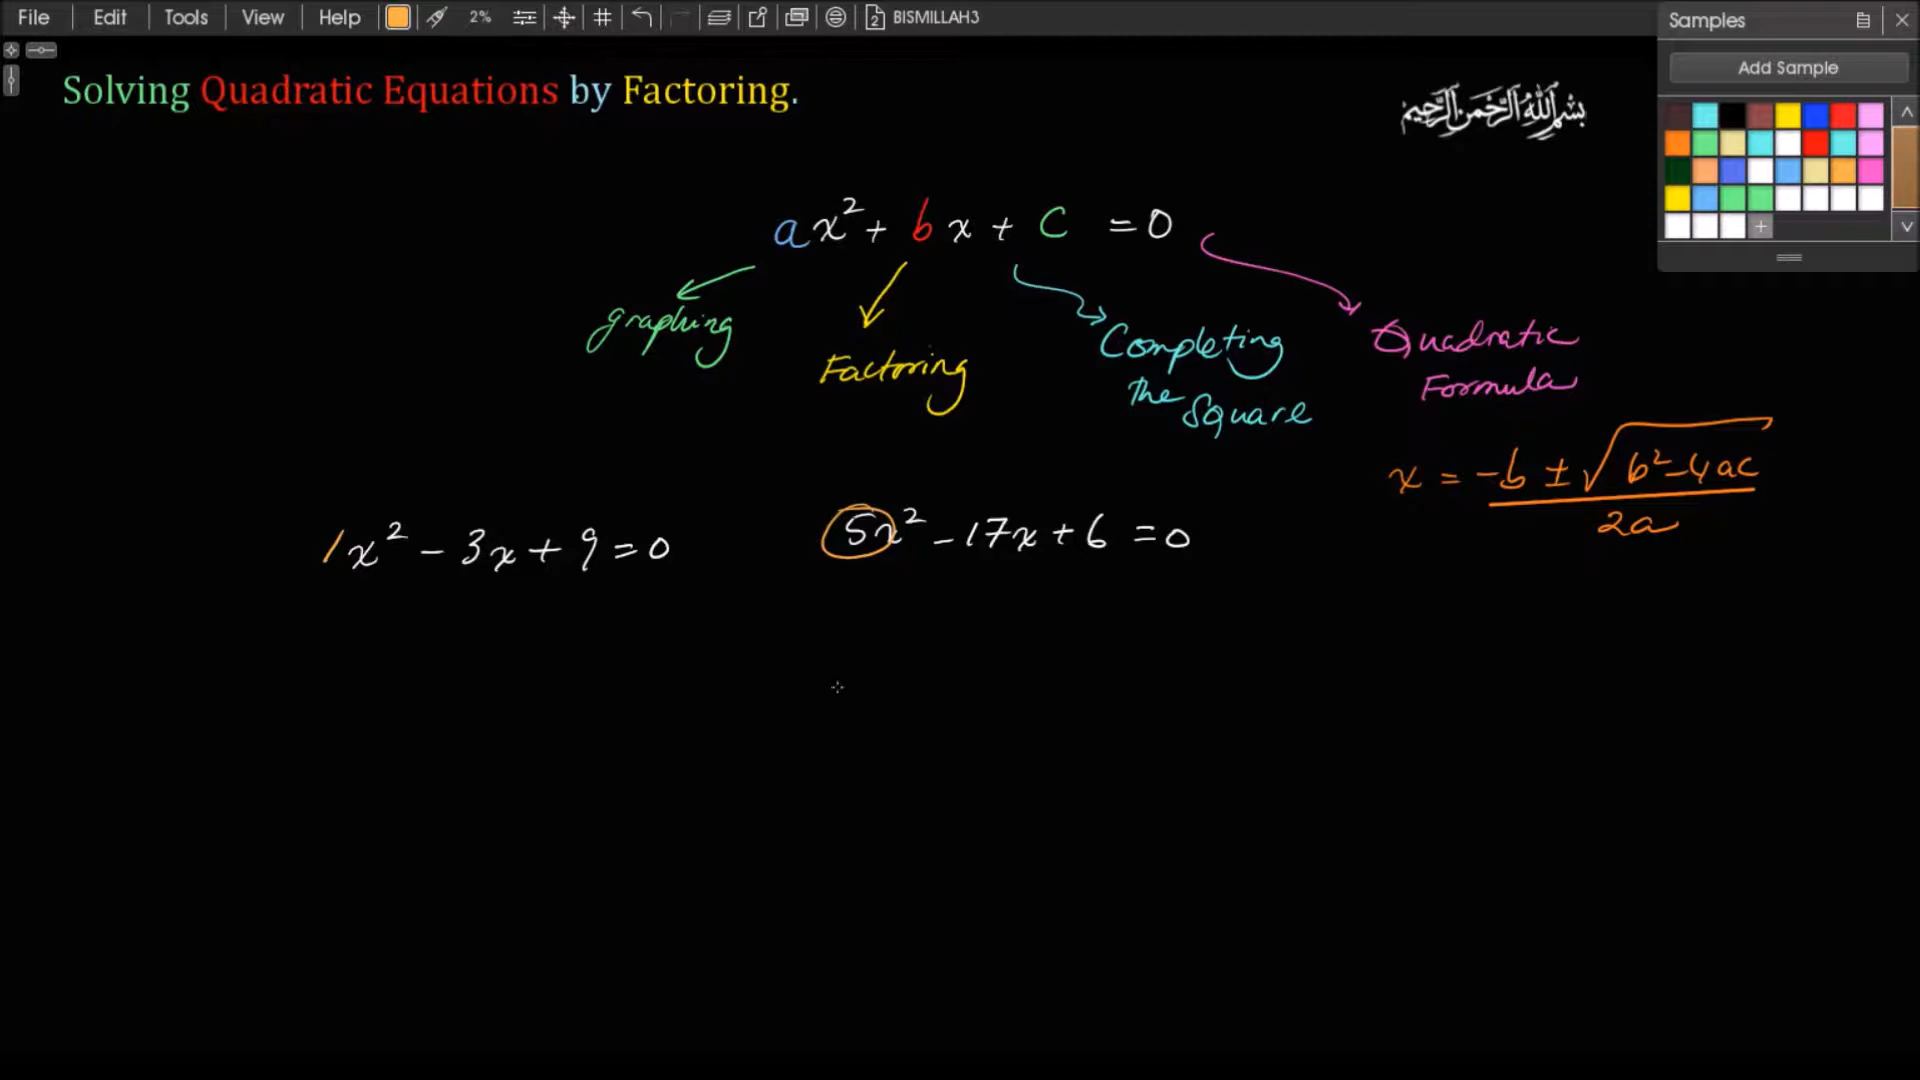 File Edit Tools View Help 2% BISMILLAH3
Samples
Add Sample
Solving Quadratic Equations by Factoring.
بسم الله الرحمن الرحيم
ax² + bx + c = 0
graphing
Factoring
Completing
the Square
Quadratic
Formula
x = -b ± √b²-4ac
2a
1x² - 3x + 9 = 0
5x² - 17x + 6 = 0